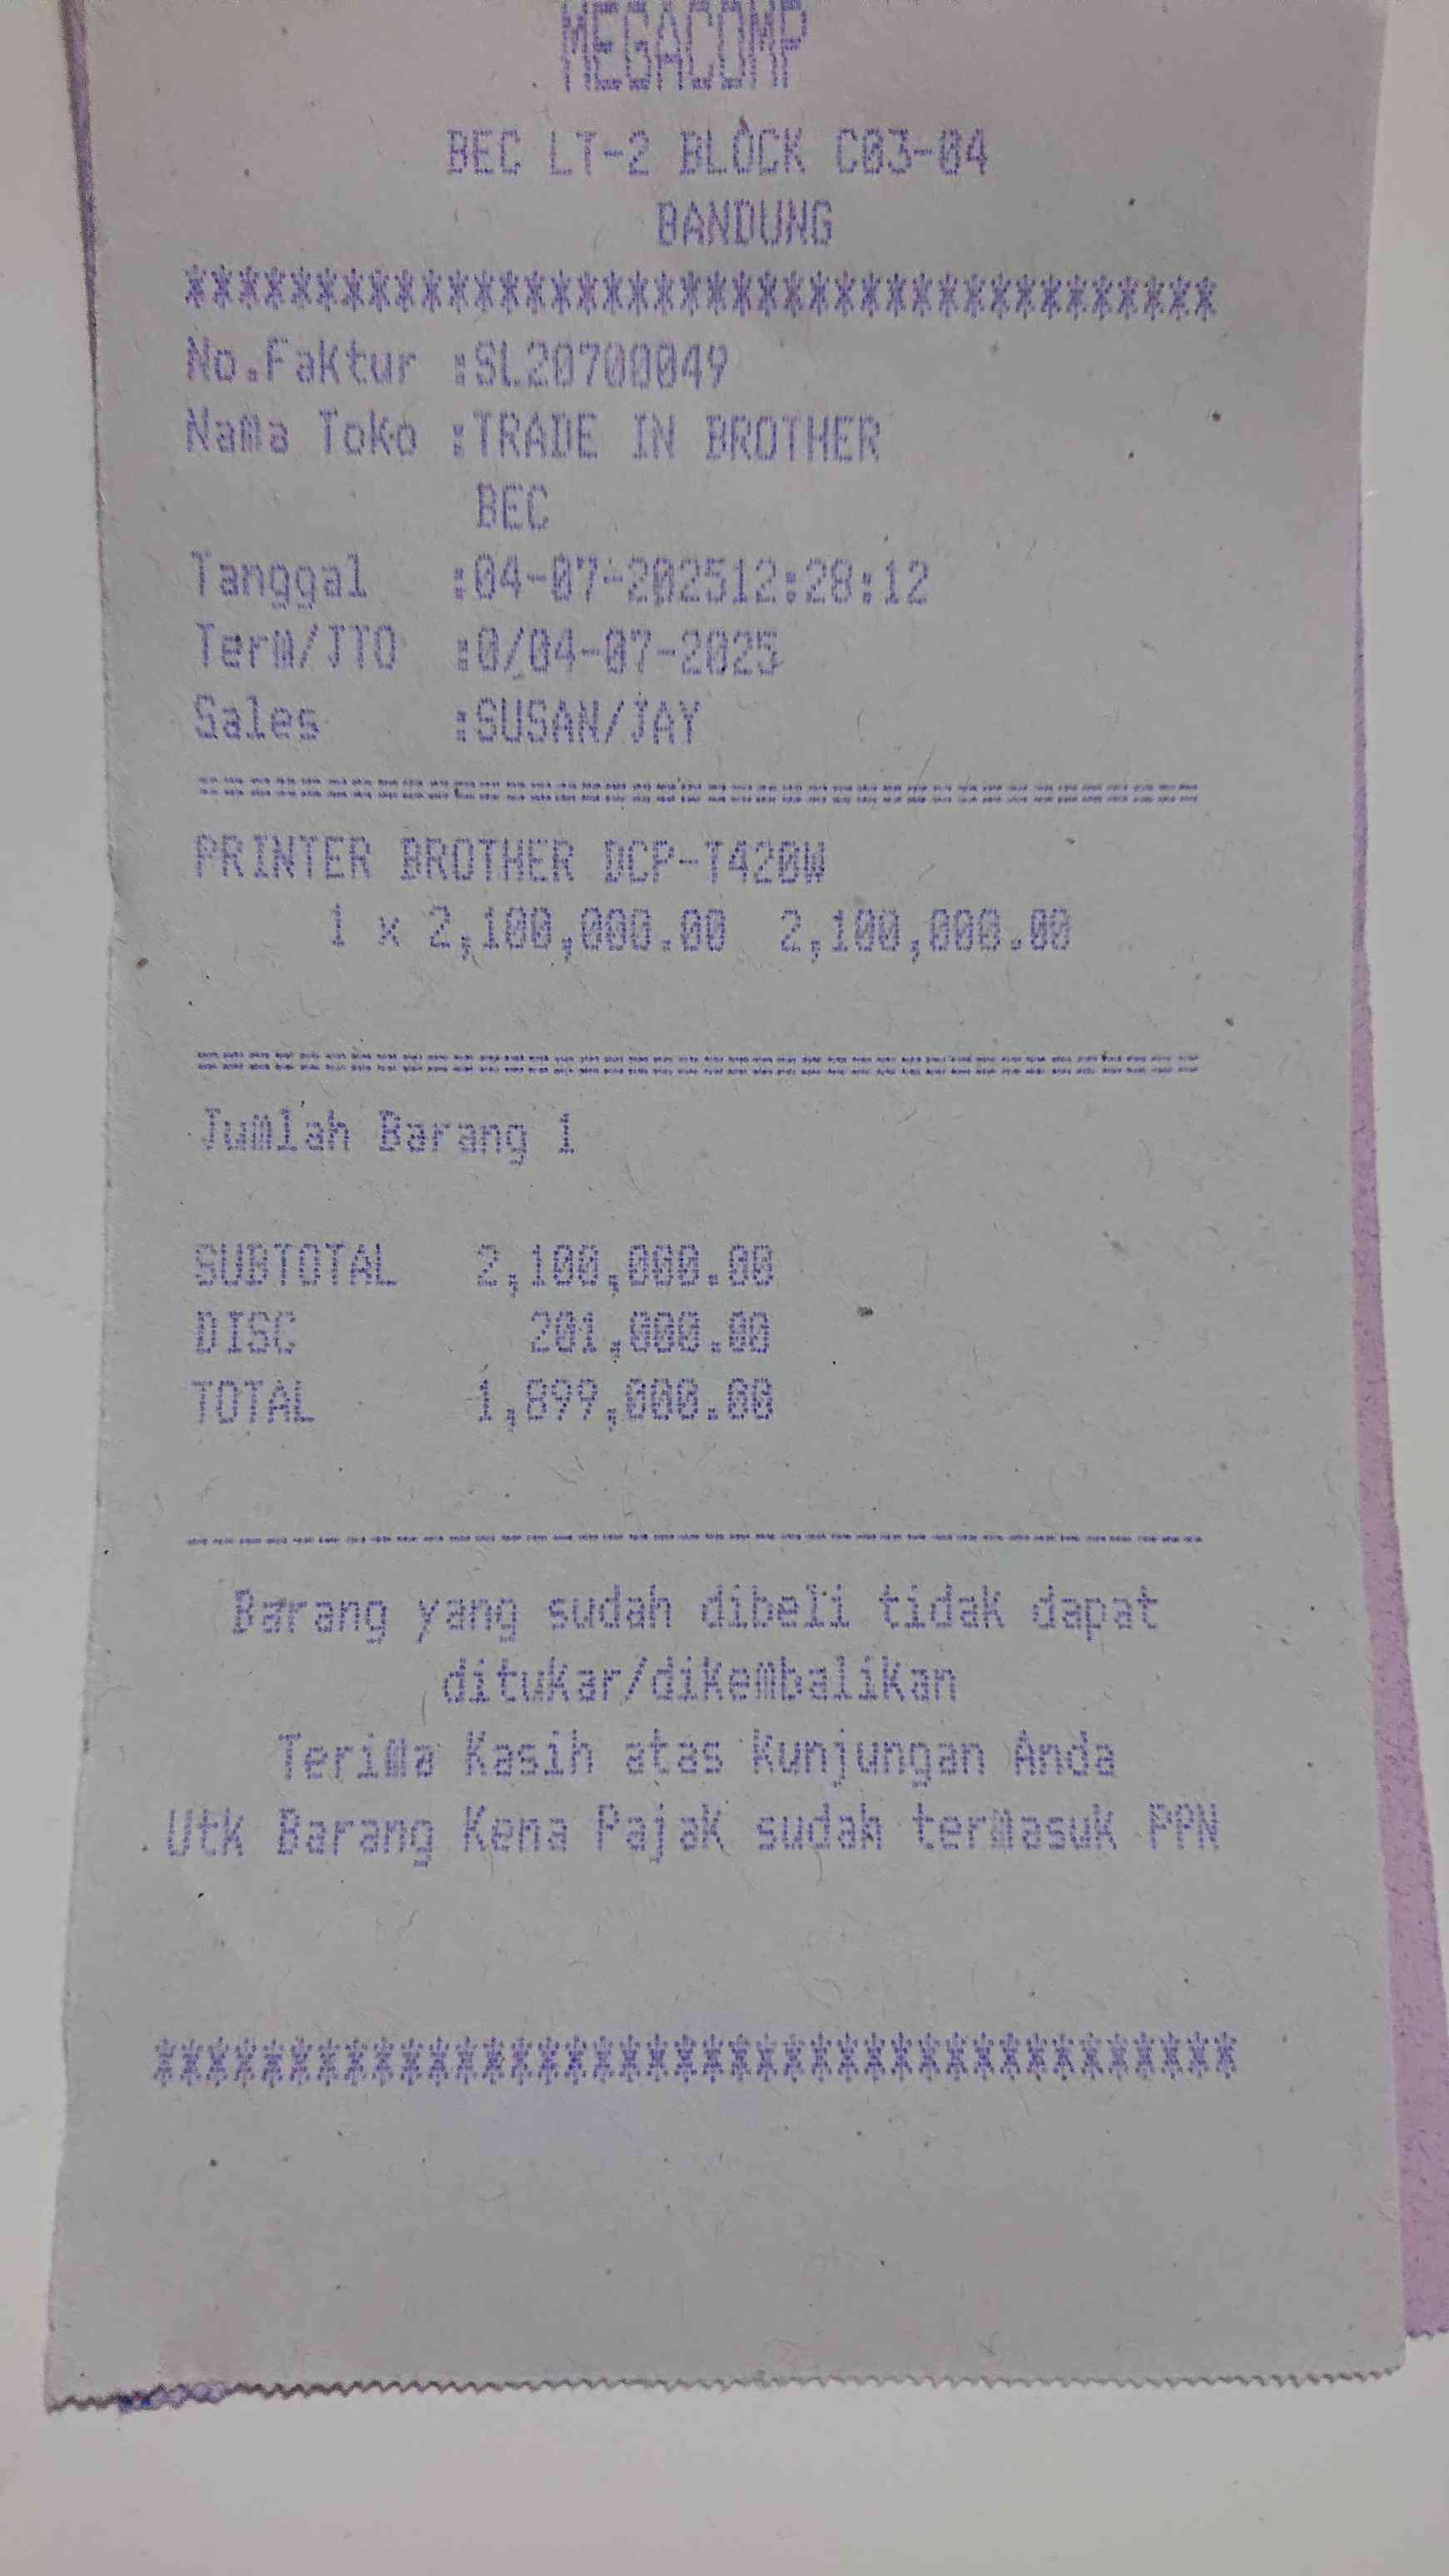 MEGACOMP
BEC LT-2 BLOCK C03-04
BANDUNG
****************************************
No.Faktur :SL20700049
Nama Toko :TRADE IN BROTHER
BEC
Tanggal :04-07-202512:28:12
Term/JTO :0/04-07-2025
Sales :SUSAN/JAY
========================================
PRINTER BROTHER DCP-T420W
1 x 2,100,000.00 2,100,000.00
========================================
Jumlah Barang 1
SUBTOTAL 2,100,000.00
DISC 201,000.00
TOTAL 1,899,000.00
----------------------------------------
Barang yang sudah dibeli tidak dapat
ditukar/dikembalikan
Terima Kasih atas Kunjungan Anda
Utk Barang Kena Pajak sudah termasuk PPN
****************************************